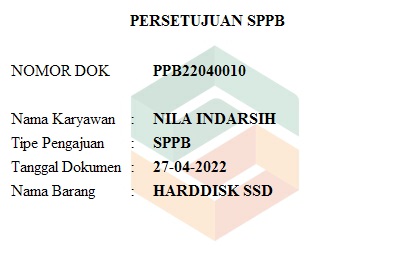 PERSETUJUAN SPPB
NOMOR DOK PPB22040010
Nama Karyawan : NILA INDARSIH
Tipe Pengajuan : SPPB
Tanggal Dokumen : 27-04-2022
Nama Barang : HARDDISK SSD